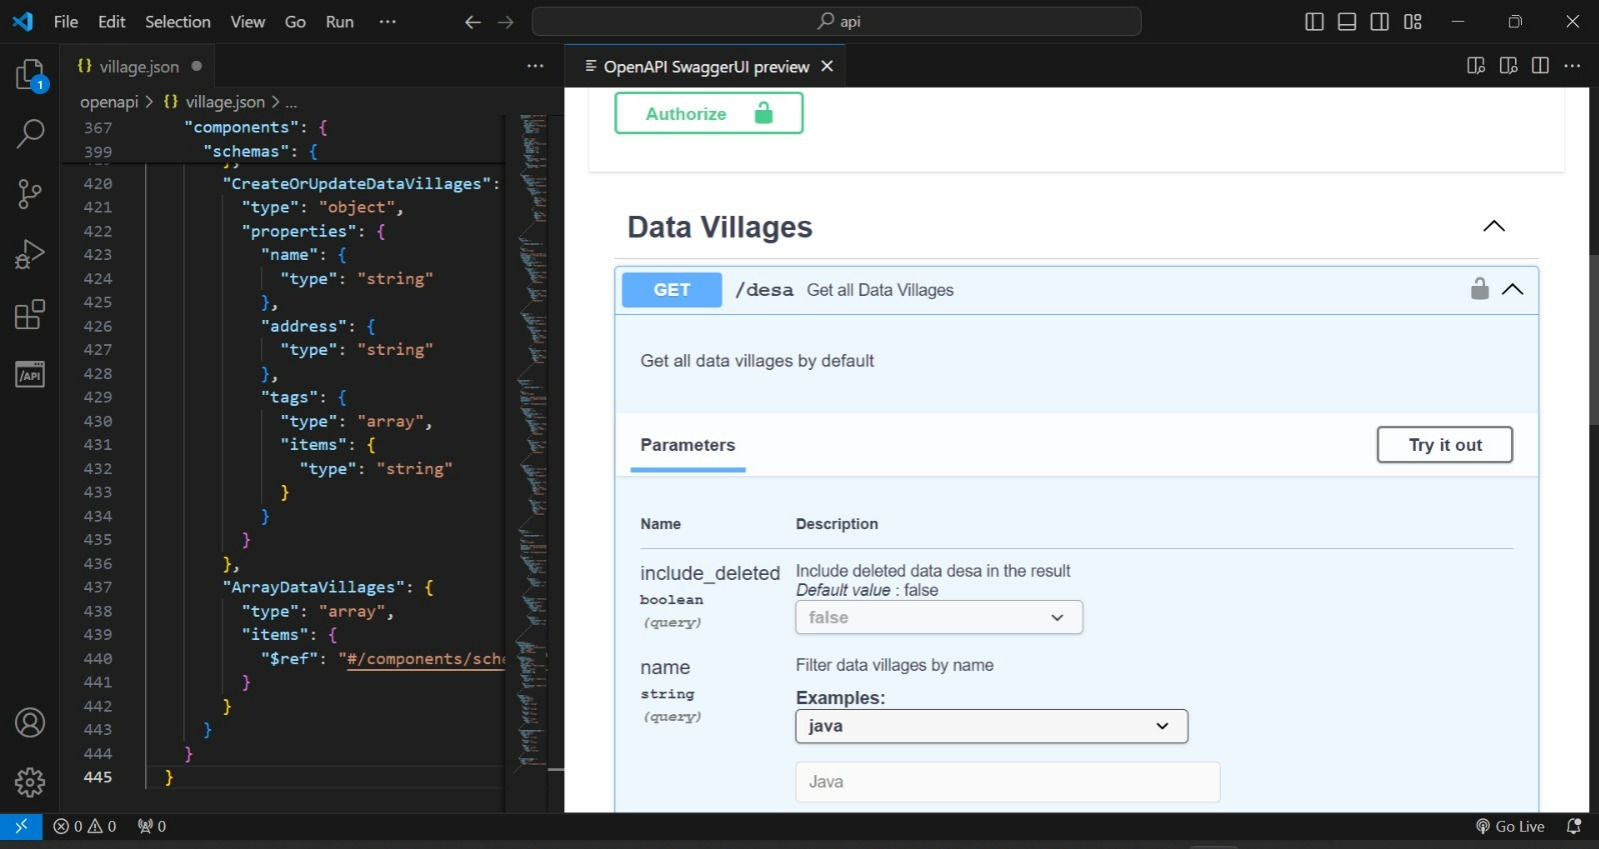 File Edit Selection View Go Run ··· api
1
{} village.json ● ···
openapi > {} village.json > ...
367 "components": {
399 "schemas": {
420 "CreateOrUpdateDataVillages":
421 "type": "object",
422 "properties": {
423 "name": {
424 "type": "string"
425 },
426 "address": {
427 "type": "string"
428 },
429 "tags": {
430 "type": "array",
431 "items": {
432 "type": "string"
433 }
434 }
435 }
436 },
437 "ArrayDataVillages": {
438 "type": "array",
439 "items": {
440 "$ref": "#/components/sche
441 }
442 }
443 }
444 }
445 }
/API
OpenAPI SwaggerUI preview ×
Authorize
Data Villages
GET /desa Get all Data Villages
Get all data villages by default
Parameters Try it out
Name Description
include_deleted Include deleted data desa in the result
boolean Default value : false
(query) false
name Filter data villages by name
string Examples:
(query) java
Java
0 0 0 Go Live